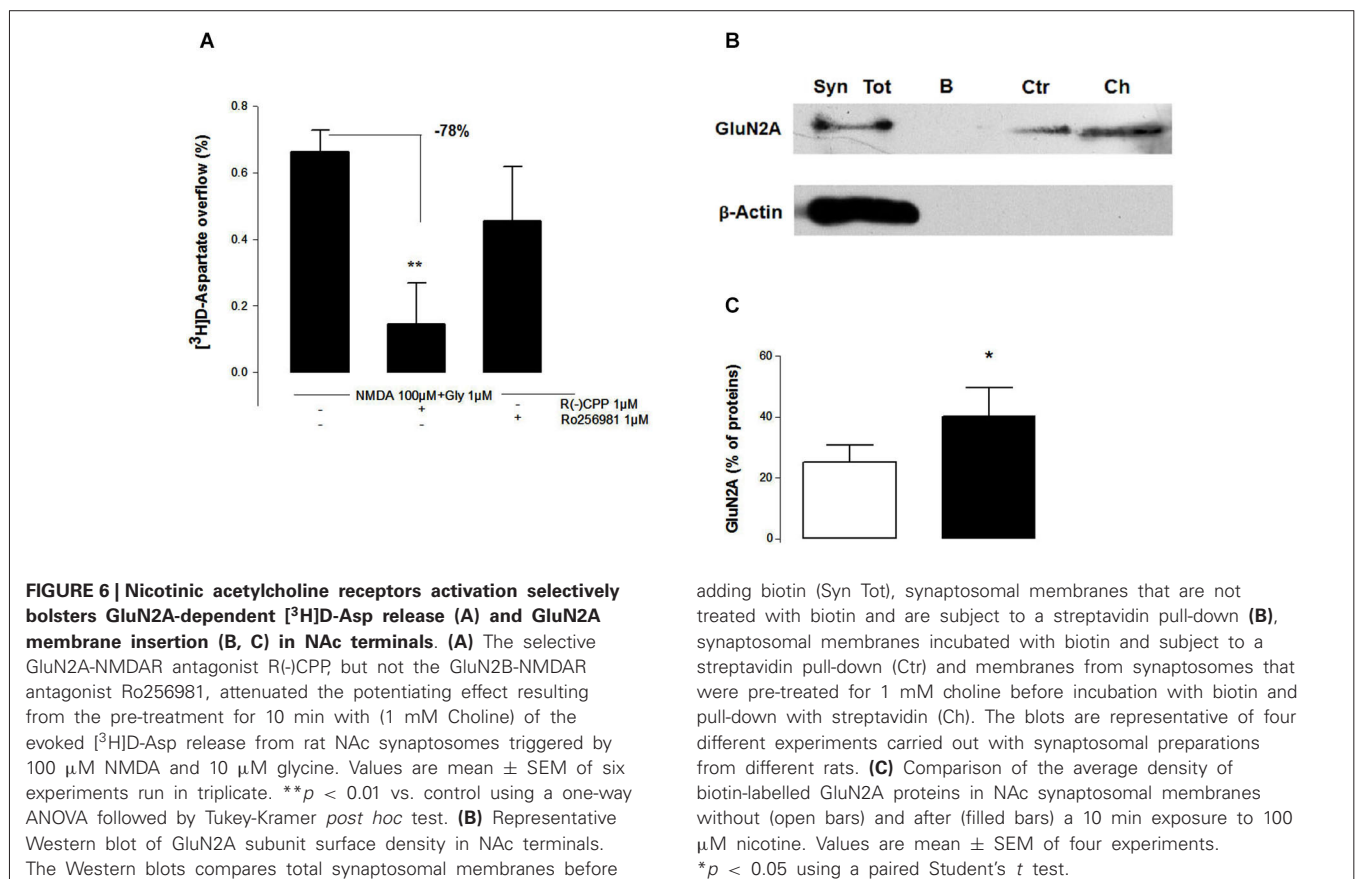 A
0.8
0.6
0.4
0.2
0.0
[³H]D-Aspartate overflow (%)
-78%
**
NMDA 100µM+Gly 1µM
- + - R(-)CPP 1µM
- - + Ro256981 1µM
B
Syn Tot B Ctr Ch
GluN2A
β-Actin
C
60
40
20
0
GluN2A (% of proteins)
*
FIGURE 6 | Nicotinic acetylcholine receptors activation selectively
bolsters GluN2A-dependent [³H]D-Asp release (A) and GluN2A
membrane insertion (B, C) in NAc terminals. (A) The selective
GluN2A-NMDAR antagonist R(-)CPP, but not the GluN2B-NMDAR
antagonist Ro256981, attenuated the potentiating effect resulting
from the pre-treatment for 10 min with (1 mM Choline) of the
evoked [³H]D-Asp release from rat NAc synaptosomes triggered by
100 µM NMDA and 10 µM glycine. Values are mean ± SEM of six
experiments run in triplicate. **p < 0.01 vs. control using a one-way
ANOVA followed by Tukey-Kramer post hoc test. (B) Representative
Western blot of GluN2A subunit surface density in NAc terminals.
The Western blots compares total synaptosomal membranes before
adding biotin (Syn Tot), synaptosomal membranes that are not
treated with biotin and are subject to a streptavidin pull-down (B),
synaptosomal membranes incubated with biotin and subject to a
streptavidin pull-down (Ctr) and membranes from synaptosomes that
were pre-treated for 1 mM choline before incubation with biotin and
pull-down with streptavidin (Ch). The blots are representative of four
different experiments carried out with synaptosomal preparations
from different rats. (C) Comparison of the average density of
biotin-labelled GluN2A proteins in NAc synaptosomal membranes
without (open bars) and after (filled bars) a 10 min exposure to 100
µM nicotine. Values are mean ± SEM of four experiments.
*p < 0.05 using a paired Student's t test.